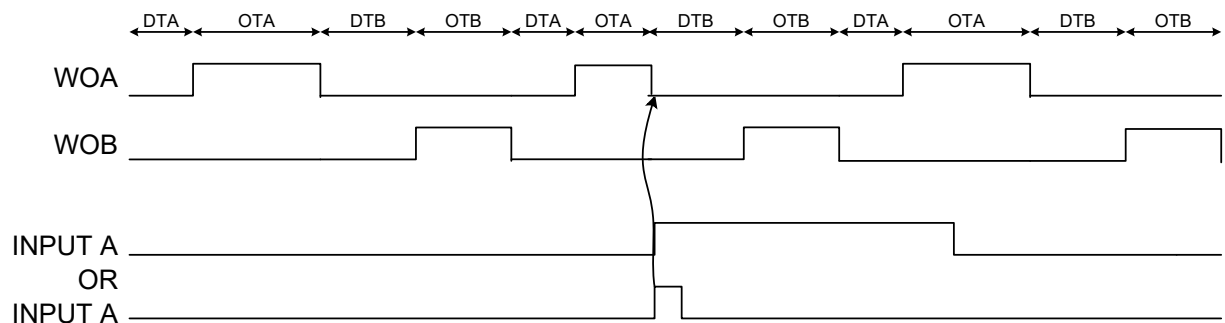 DTA OTA DTB OTB DTA OTA DTB OTB DTA OTA DTB OTB
WOA
WOB
INPUT A
OR
INPUT A